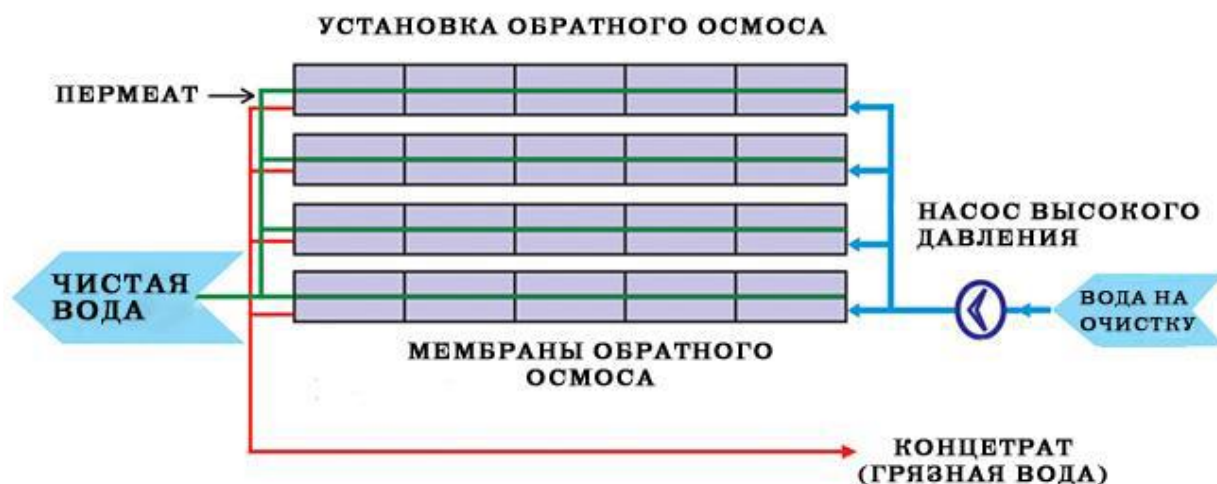 УСТАНОВКА ОБРАТНОГО ОСМОСА
ПЕРМЕАТ
НАСОС ВЫСОКОГО
ДАВЛЕНИЯ
ЧИСТАЯ
ВОДА
ВОДА НА
ОЧИСТКУ
МЕМБРАНЫ ОБРАТНОГО
ОСМОСА
КОНЦЕТРАТ
(ГРЯЗНАЯ ВОДА)